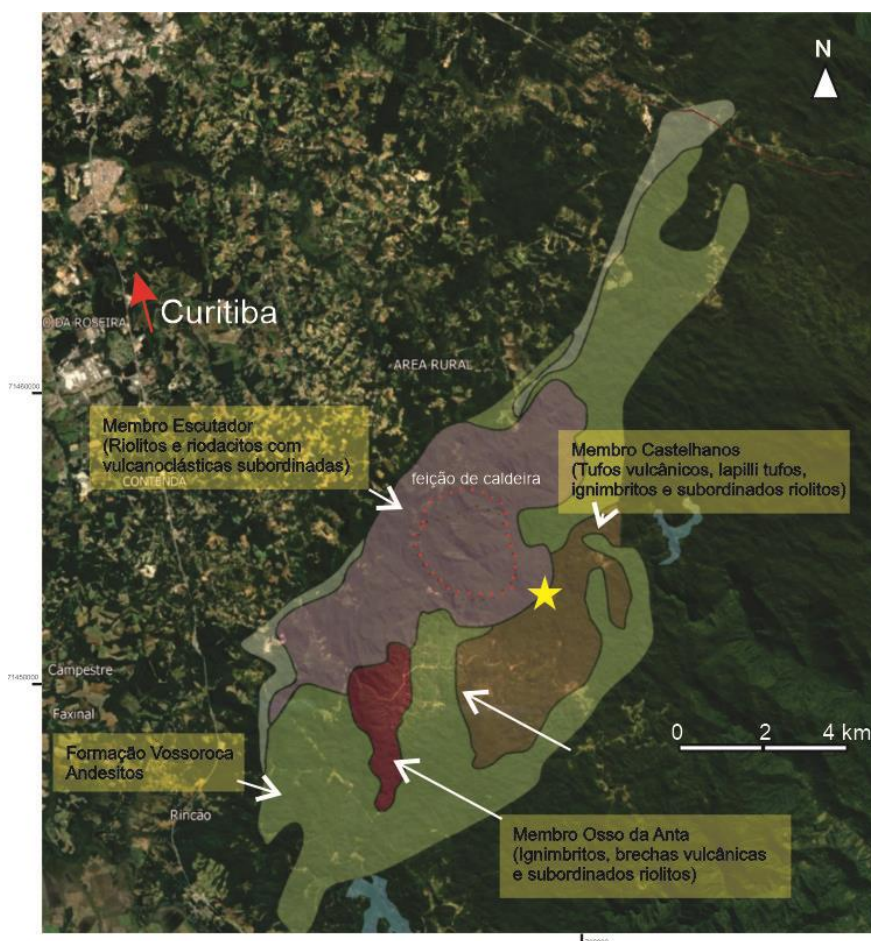 N
Curitiba
O DA ROSEIRA
AREA RURAL
71460000
Membro Escutador
(Riolitos e riodacitos com
vulcanoclásticas subordinadas)
CONTENDA
feição de caldeira
Membro Castelhanos
(Tufos vulcânicos, lapilli tufos,
ignimbritos e subordinados riolitos)
71450000
Campestre
Faxinal
Formação Vossoroca
Andesitos
Rincão
0 2 4 km
Membro Osso da Anta
(Ignimbritos, brechas vulcânicas
e subordinados riolitos)